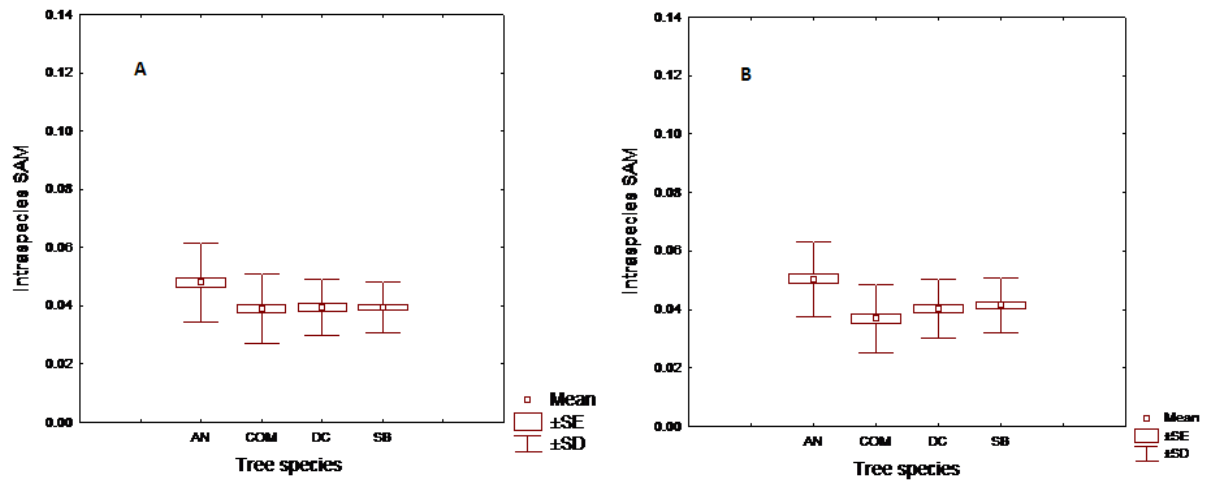 A
Intraspecies SAM
0.14
0.12
0.10
0.08
0.06
0.04
0.02
0.00
AN COM DC SB
Tree species
Mean
±SE
±SD
B
Intraspecies SAM
0.14
0.12
0.10
0.08
0.06
0.04
0.02
0.00
AN COM DC SB
Tree species
Mean
±SE
±SD